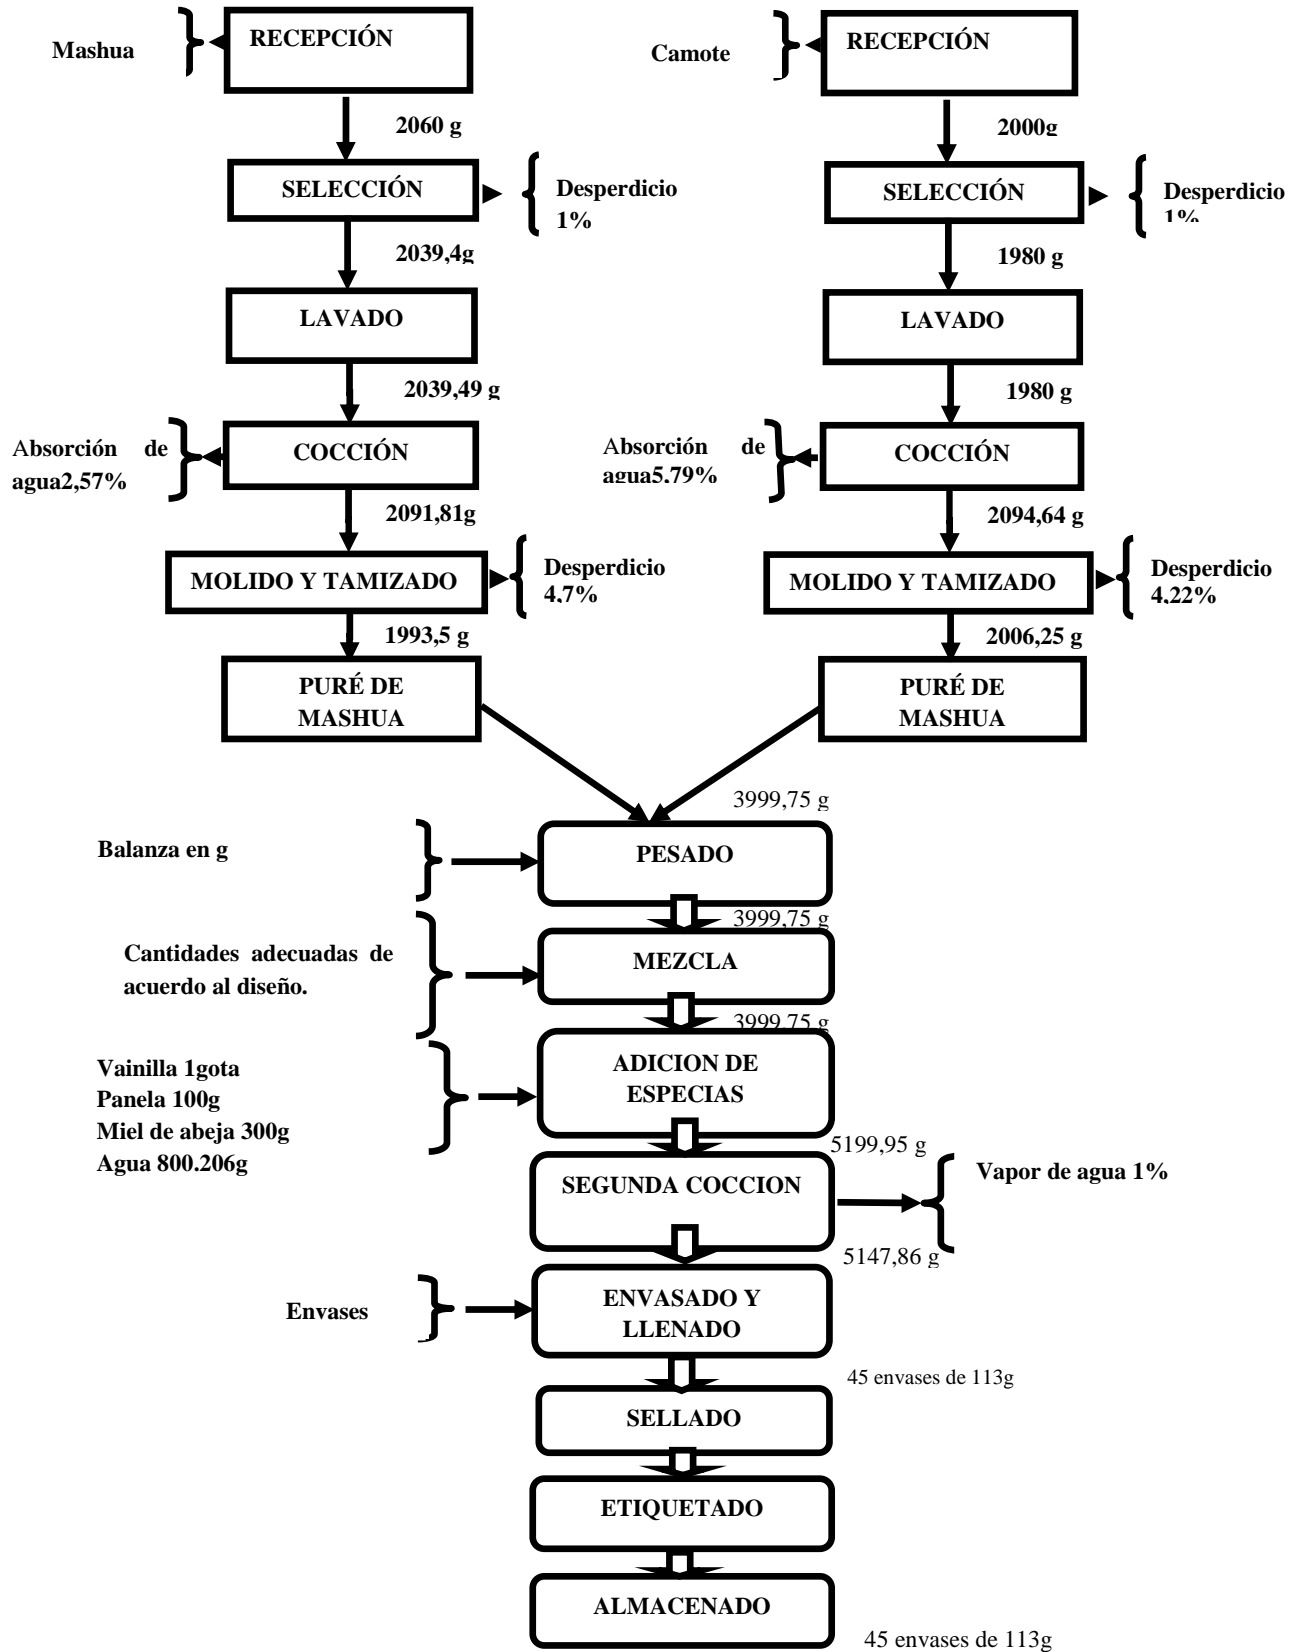 Mashua
RECEPCIÓN
2060 g
SELECCIÓN
Desperdicio
1%
2039,4g
LAVADO
2039,49 g
Absorción de
agua2,57%
COCCIÓN
2091,81g
MOLIDO Y TAMIZADO
Desperdicio
4,7%
1993,5 g
PURÉ DE
MASHUA
Camote
RECEPCIÓN
2000g
SELECCIÓN
Desperdicio
1%
1980 g
LAVADO
1980 g
Absorción de
agua5,79%
COCCIÓN
2094,64 g
MOLIDO Y TAMIZADO
Desperdicio
4,22%
2006,25 g
PURÉ DE
MASHUA
3999,75 g
Balanza en g
PESADO
3999,75 g
Cantidades adecuadas de
acuerdo al diseño.
MEZCLA
3999,75 g
Vainilla 1gota
Panela 100g
Miel de abeja 300g
Agua 800.206g
ADICION DE
ESPECIAS
5199,95 g
SEGUNDA COCCION
Vapor de agua 1%
5147,86 g
Envases
ENVASADO Y
LLENADO
45 envases de 113g
SELLADO
ETIQUETADO
ALMACENADO
45 envases de 113g